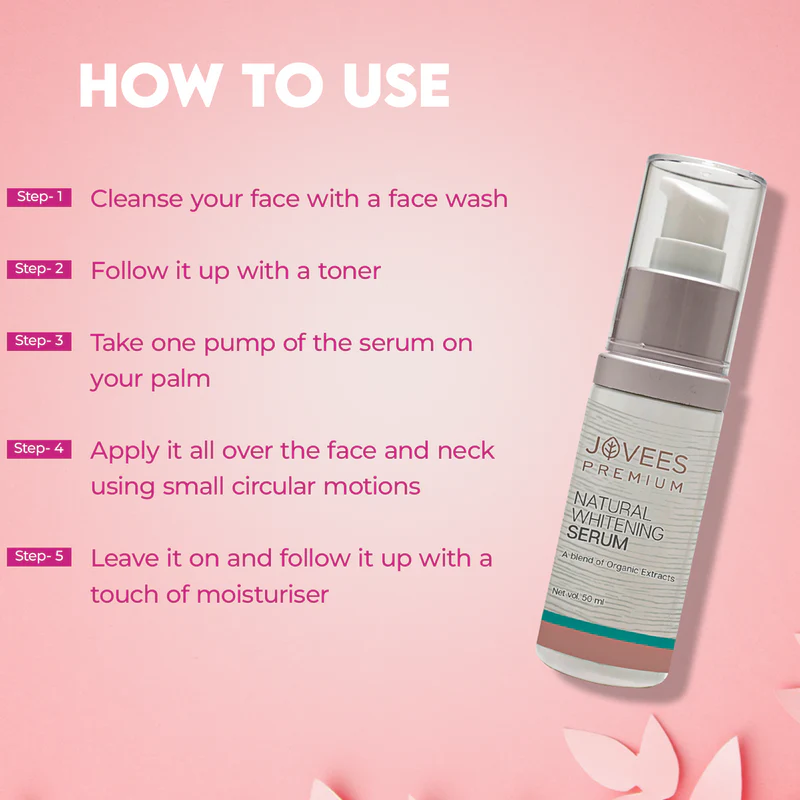 HOW TO USE
Step- 1
Cleanse your face with a face wash
Step- 2
Follow it up with a toner
Step- 3
Take one pump of the serum on
your palm
Step- 4
Apply it all over the face and neck
using small circular motions
Step- 5
Leave it on and follow it up with a
touch of moisturiser
JOVEES
PREMIUM
NATURAL
WHITENING
SERUM
A blend of Organic Extracts
Net vol. 50 ml